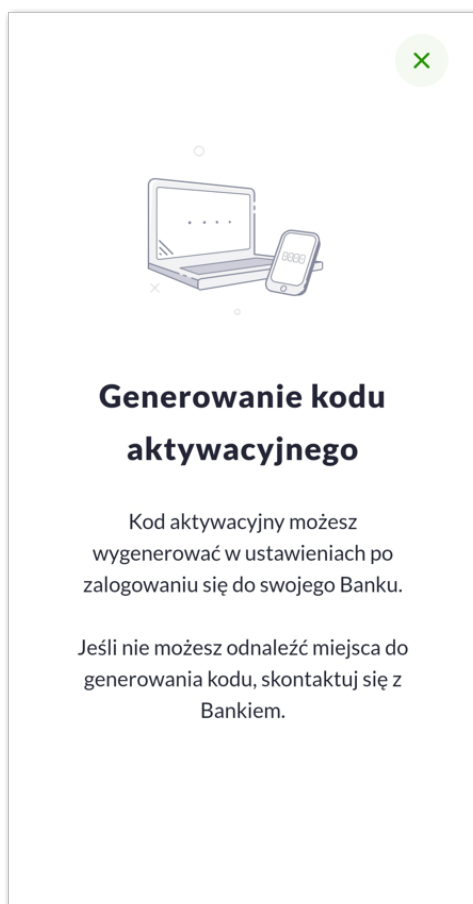 Generowanie kodu
aktywacyjnego
Kod aktywacyjny możesz
wygenerować w ustawieniach po
zalogowaniu się do swojego Banku.
Jeśli nie możesz odnaleźć miejsca do
generowania kodu, skontaktuj się z
Bankiem.